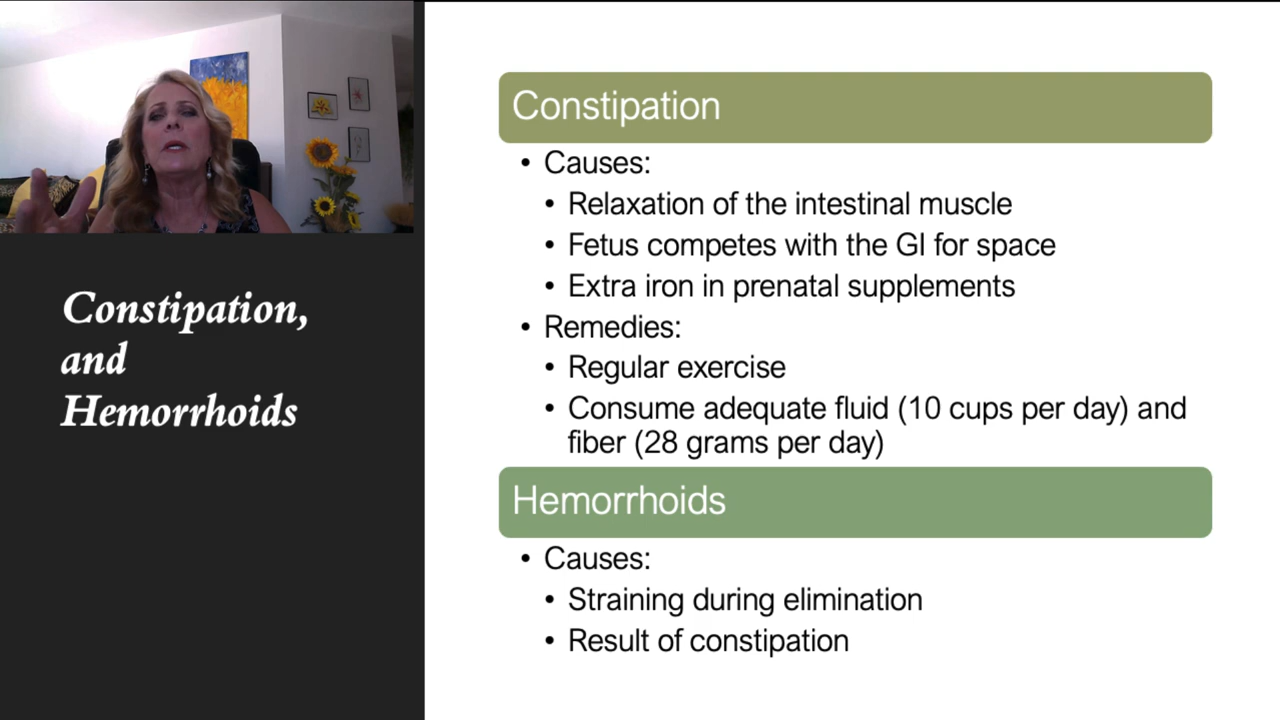 Constipation,
and
Hemorrhoids
Constipation
• Causes:
• Relaxation of the intestinal muscle
• Fetus competes with the GI for space
• Extra iron in prenatal supplements
• Remedies:
• Regular exercise
• Consume adequate fluid (10 cups per day) and
fiber (28 grams per day)
Hemorrhoids
• Causes:
• Straining during elimination
• Result of constipation